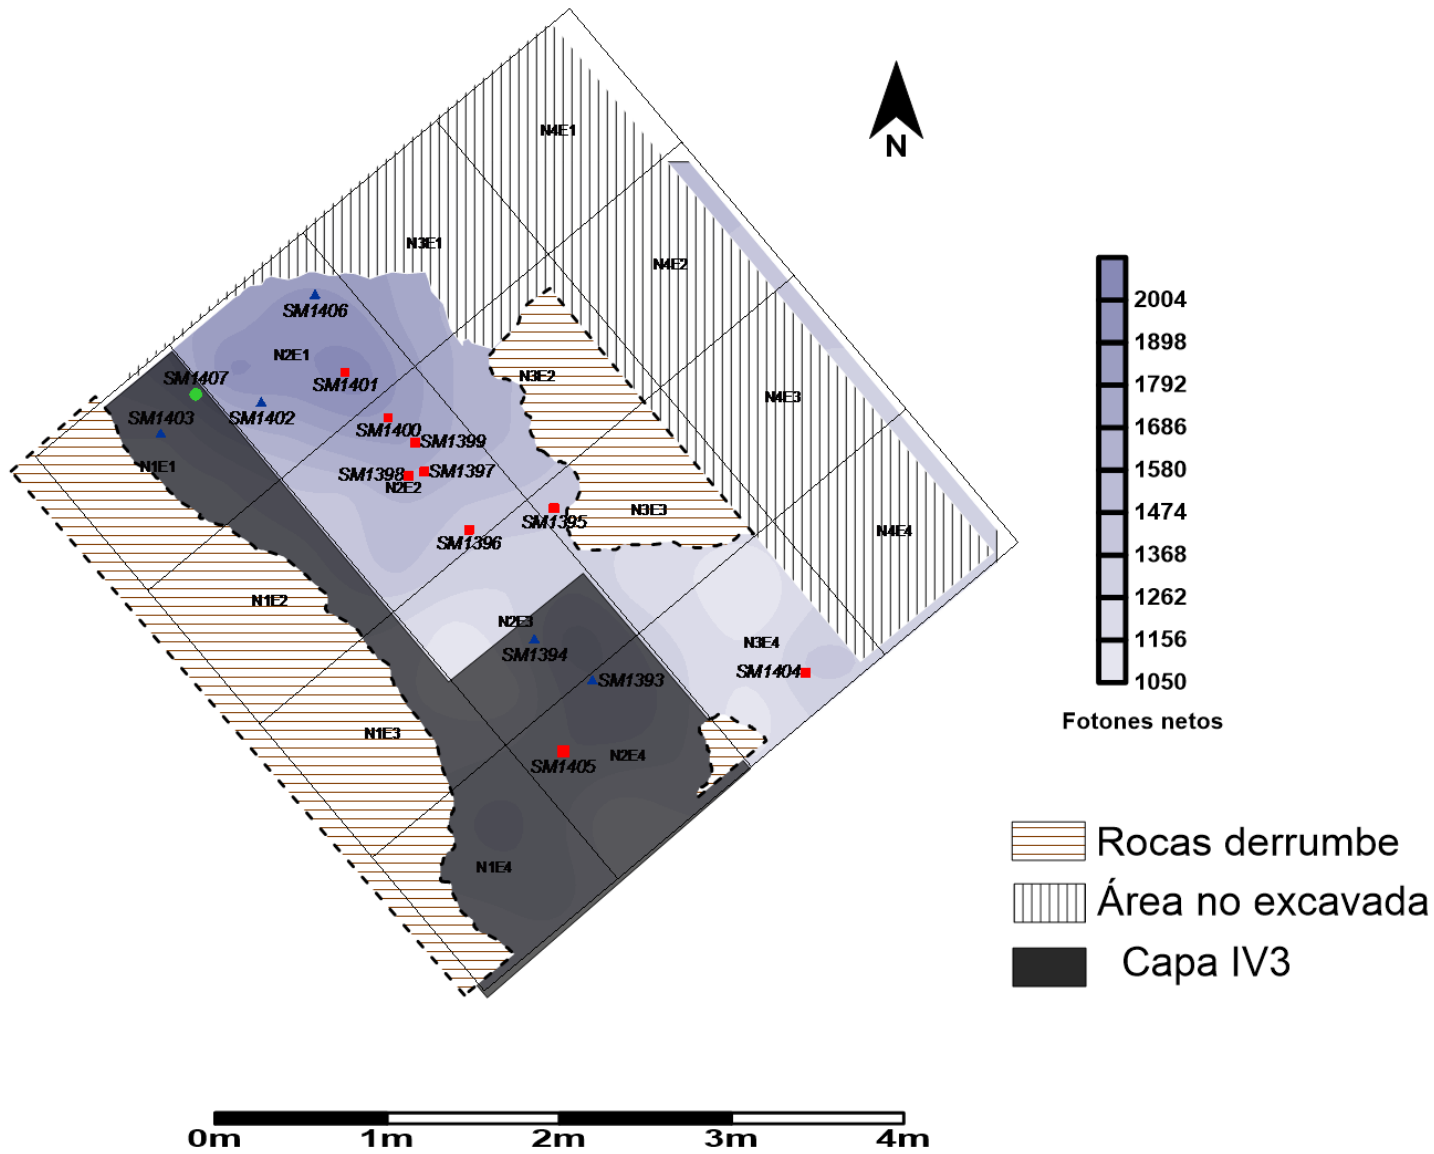 N4E1
N
N3E1
N4E2
SM1406
2004
1898
N2E1
SM1407
SM1401
N3E2
1792
N4E3
SM1403
SM1402
SM1400
SM1399
1686
N1E1
SM1398
SM1397
N2E2
1580
SM1395
N3E3
1474
SM1396
N4E4
1368
N1E2
1262
N2E3
N3E4
1156
SM1394
SM1404
SM1393
1050
N1E3
Fotones netos
SM1405
N2E4
N1E4
Rocas derrumbe
Área no excavada
Capa IV3
0m 1m 2m 3m 4m